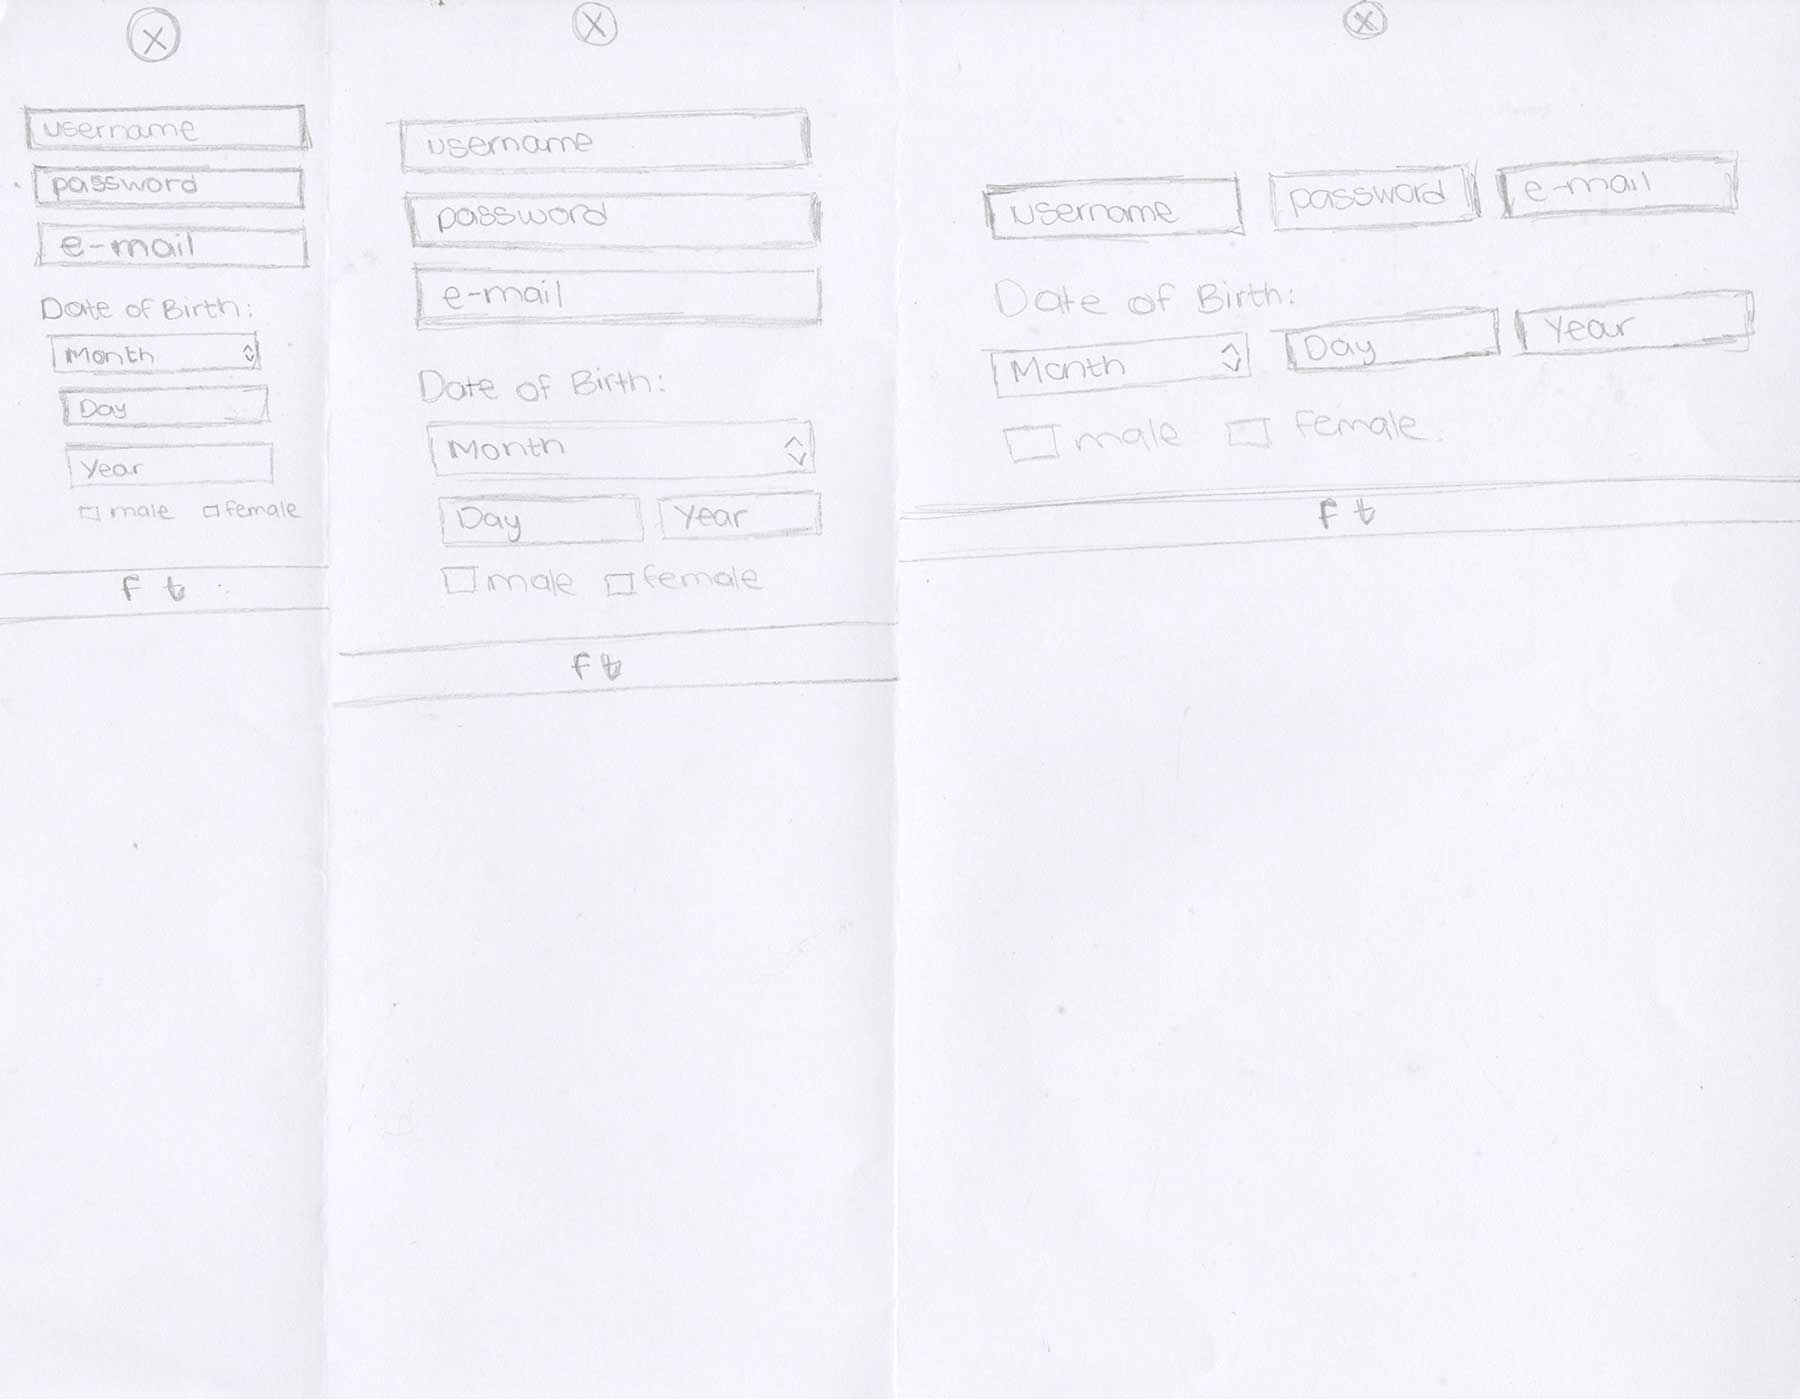 X
username
password
e-mail
Date of Birth:
Month
Day
Year
male female
f t
X
username
password
e-mail
Date of Birth:
Month
Day Year
male female
f t
X
username password e-mail
Date of Birth:
Month Day Year
male female.
f t